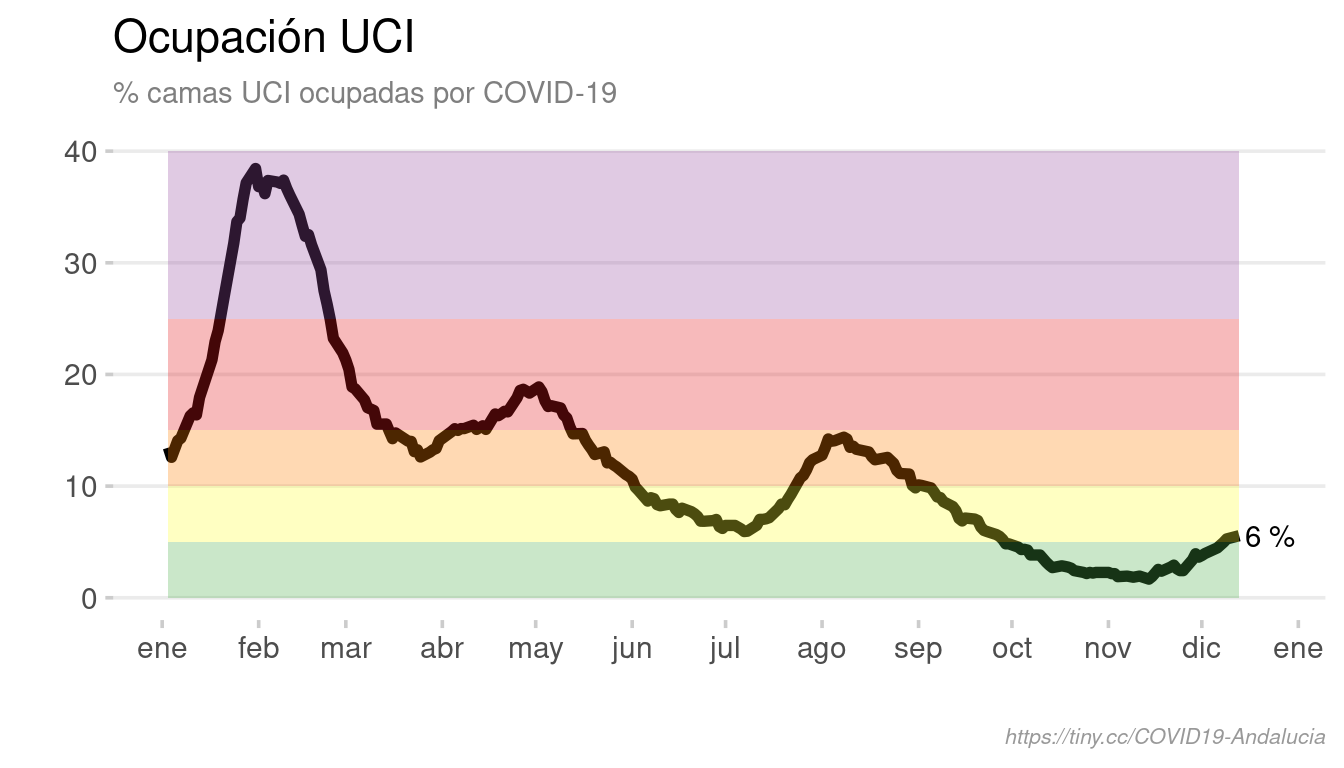 Ocupación UCI
% camas UCI ocupadas por COVID-19
40
30
20
10
0
6 %
ene feb mar abr may jun jul ago sep oct nov dic ene
https://tiny.cc/COVID19-Andalucia